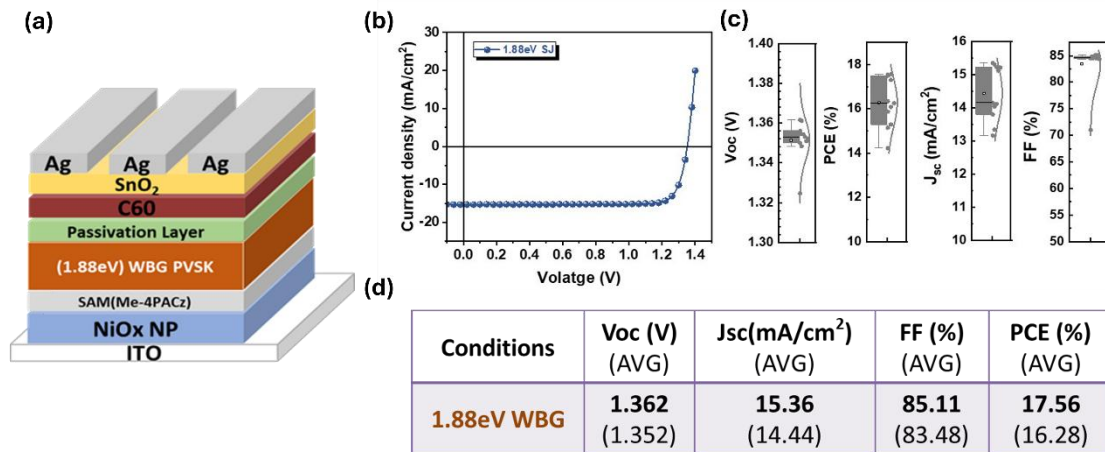 (a)
Ag Ag Ag
SnO2
C60
Passivation Layer
(1.88eV) WBG PVSK
SAM(Me-4PACz)
NiOx NP
ITO
(b)
Current density (mA/cm2)
30
20
10
0
-10
-20
1.88eV SJ
0.0 0.2 0.4 0.6 0.8 1.0 1.2 1.4
Volatge (V)
(c)
Voc (V)
1.40
1.38
1.36
1.34
1.32
1.30
PCE (%)
18
16
14
12
10
Jsc (mA/cm2)
16
15
14
13
12
11
10
FF (%)
85
80
75
70
65
60
(d)
Conditions Voc (V) Jsc(mA/cm2) FF (%) PCE (%)
(AVG) (AVG) (AVG) (AVG)
1.88eV WBG 1.362 15.36 85.11 17.56
(1.352) (14.44) (83.48) (16.28)